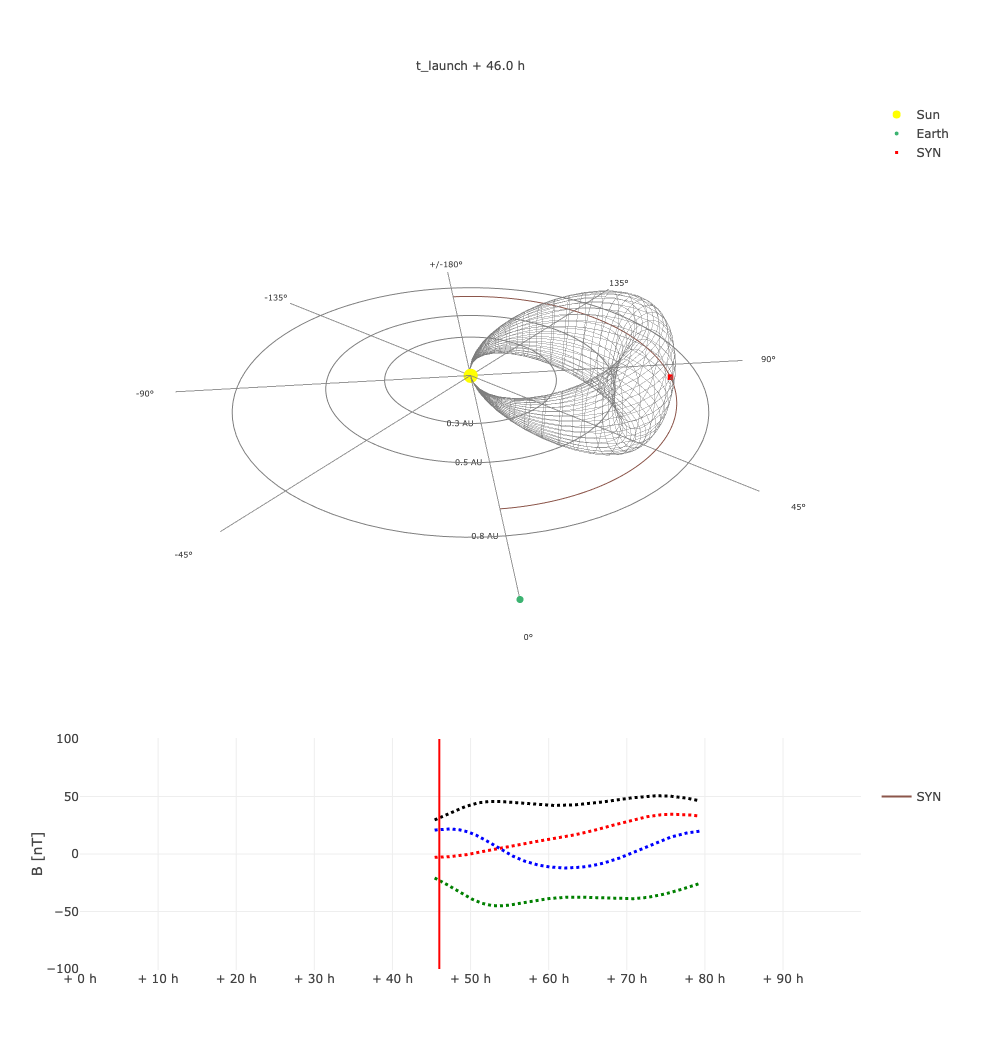 t_launch + 46.0 h
Sun
Earth
SYN
+/-180°
135°
-135°
90°
-90°
0.3 AU
0.5 AU
45°
0.8 AU
-45°
0°
100
50
SYN
0
B [nT]
−50
−100
+ 0 h
+ 10 h
+ 20 h
+ 30 h
+ 40 h
+ 50 h
+ 60 h
+ 70 h
+ 80 h
+ 90 h